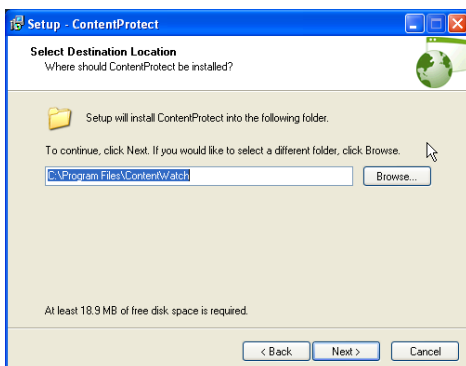 Setup - ContentProtect
Select Destination Location
Where should ContentProtect be installed?
Setup will install ContentProtect into the following folder.
To continue, click Next. If you would like to select a different folder, click Browse.
C:\Program Files\ContentWatch
Browse...
At least 18.9 MB of free disk space is required.
< Back
Next >
Cancel